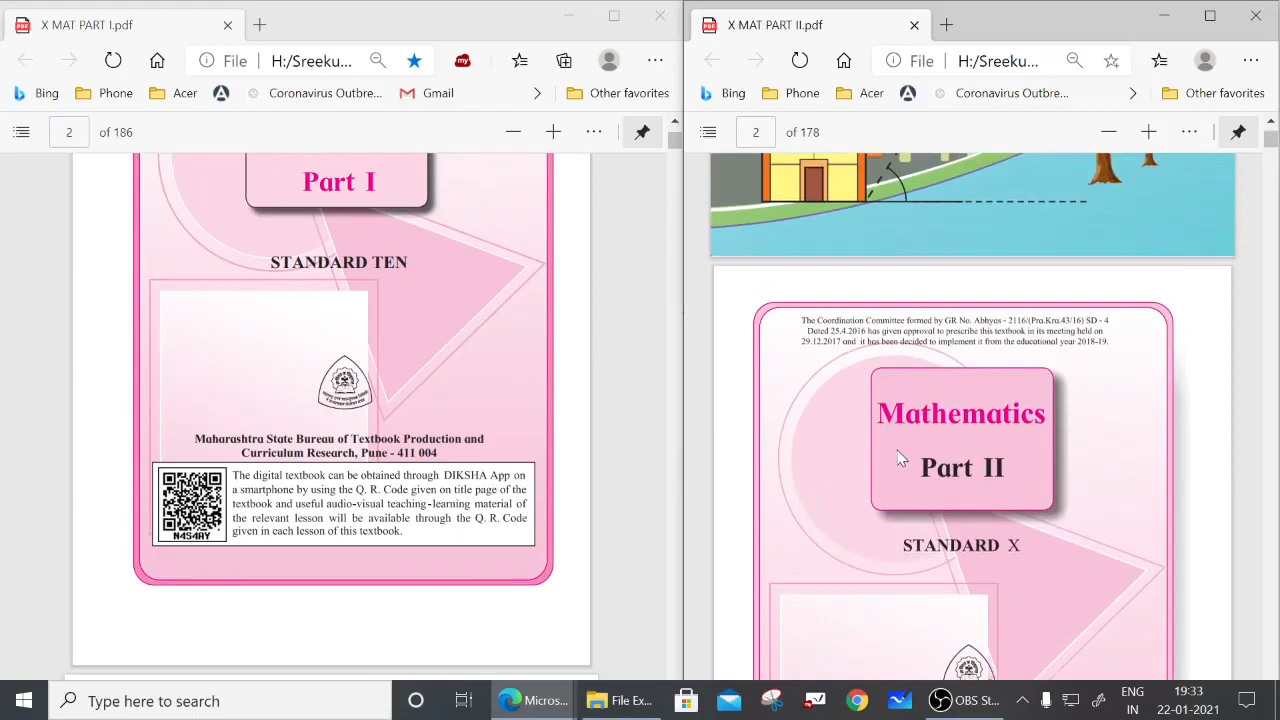 X MAT PART I.pdf
File
H:/Sreeku...
my
Bing
Phone
Acer
Coronavirus Outbre...
Gmail
Other favorites
2
of 186
Part I
STANDARD TEN
Maharashtra State Bureau of Textbook Production and
Curriculum Research, Pune - 411 004
The digital textbook can be obtained through DIKSHA App on
a smartphone by using the Q. R. Code given on title page of the
textbook and useful audio-visual teaching-learning material of
the relevant lesson will be available through the Q. R. Code
given in each lesson of this textbook.
N4S4AY
X MAT PART II.pdf
File
H:/Sreeku...
Bing
Phone
Acer
Coronavirus Outbre...
Other favorites
2
of 178
The Coordination Committee formed by GR No. Abhyas - 2116/(Pra.Kra.43/16) SD - 4
Dated 25.4.2016 has given approval to prescribe this textbook in its meeting held on
29.12.2017 and it has been decided to implement it from the educational year 2018-19.
Mathematics
Part II
STANDARD X
Type here to search
Micros...
File Ex...
OBS St...
ENG
IN
19:33
22-01-2021